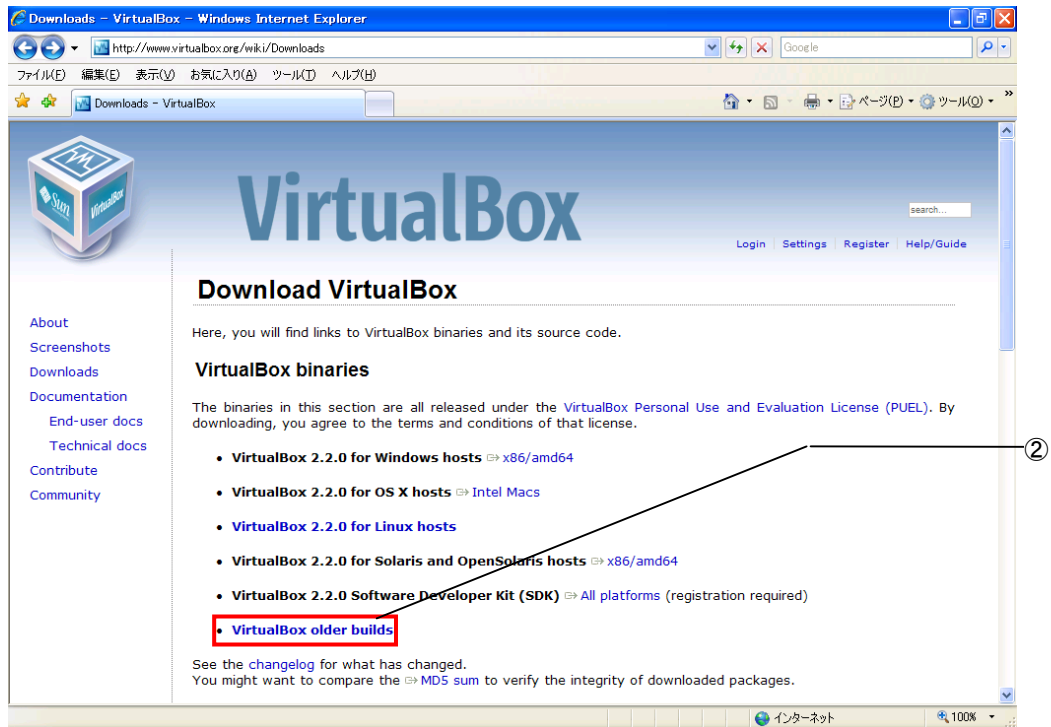 Downloads - VirtualBox - Windows Internet Explorer
http://www.virtualbox.org/wiki/Downloads
Google
ファイル(F) 編集(E) 表示(V) お気に入り(A) ツール(T) ヘルプ(H)
Downloads - VirtualBox
ページ(P) ツール(O) »
Sun
VirtualBox
VirtualBox
search...
Login Settings Register Help/Guide
Download VirtualBox
About
Screenshots
Downloads
Documentation
End-user docs
Technical docs
Contribute
Community
Here, you will find links to VirtualBox binaries and its source code.
VirtualBox binaries
The binaries in this section are all released under the VirtualBox Personal Use and Evaluation License (PUEL). By
downloading, you agree to the terms and conditions of that license.
• VirtualBox 2.2.0 for Windows hosts x86/amd64
• VirtualBox 2.2.0 for OS X hosts Intel Macs
• VirtualBox 2.2.0 for Linux hosts
• VirtualBox 2.2.0 for Solaris and OpenSolaris hosts x86/amd64
• VirtualBox 2.2.0 Software Developer Kit (SDK) All platforms (registration required)
• VirtualBox older builds
②
See the changelog for what has changed.
You might want to compare the MD5 sum to verify the integrity of downloaded packages.
インターネット
100%